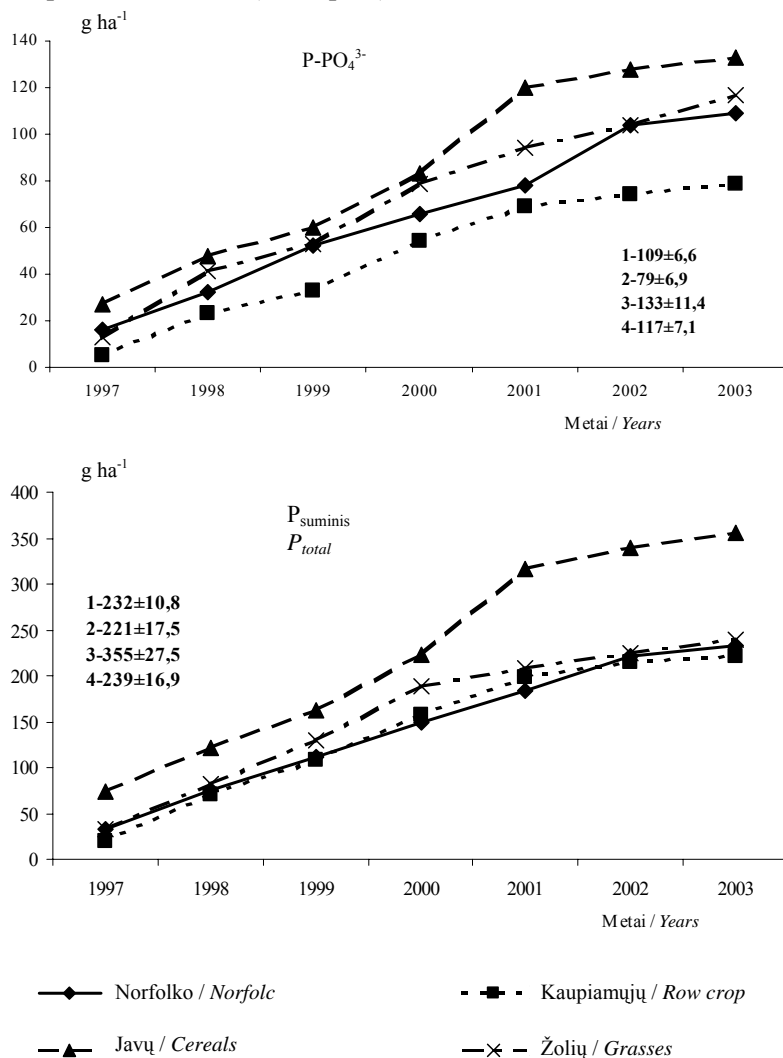 g ha-1
P-PO43-
140
120
100
80
60
40
20
0
1-109±6,6
2-79±6,9
3-133±11,4
4-117±7,1
1997 1998 1999 2000 2001 2002 2003
Metai / Years
g ha-1
Psuminis
Ptotal
400
350
300
250
200
150
100
50
0
1-232±10,8
2-221±17,5
3-355±27,5
4-239±16,9
1997 1998 1999 2000 2001 2002 2003
Metai / Years
Norfolko / Norfolc Kaupiamųjų / Row crop
Javų / Cereals Žolių / Grasses